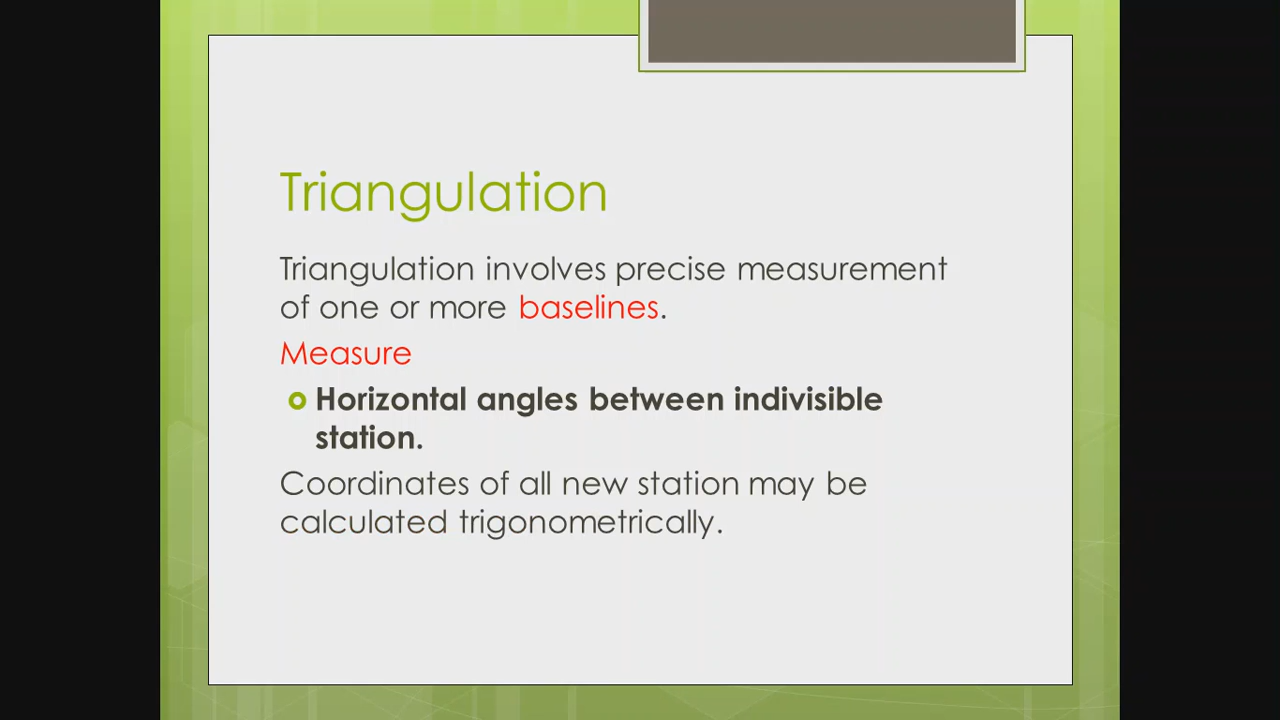 Triangulation
Triangulation involves precise measurement
of one or more baselines.
Measure
Horizontal angles between indivisible
station.
Coordinates of all new station may be
calculated trigonometrically.